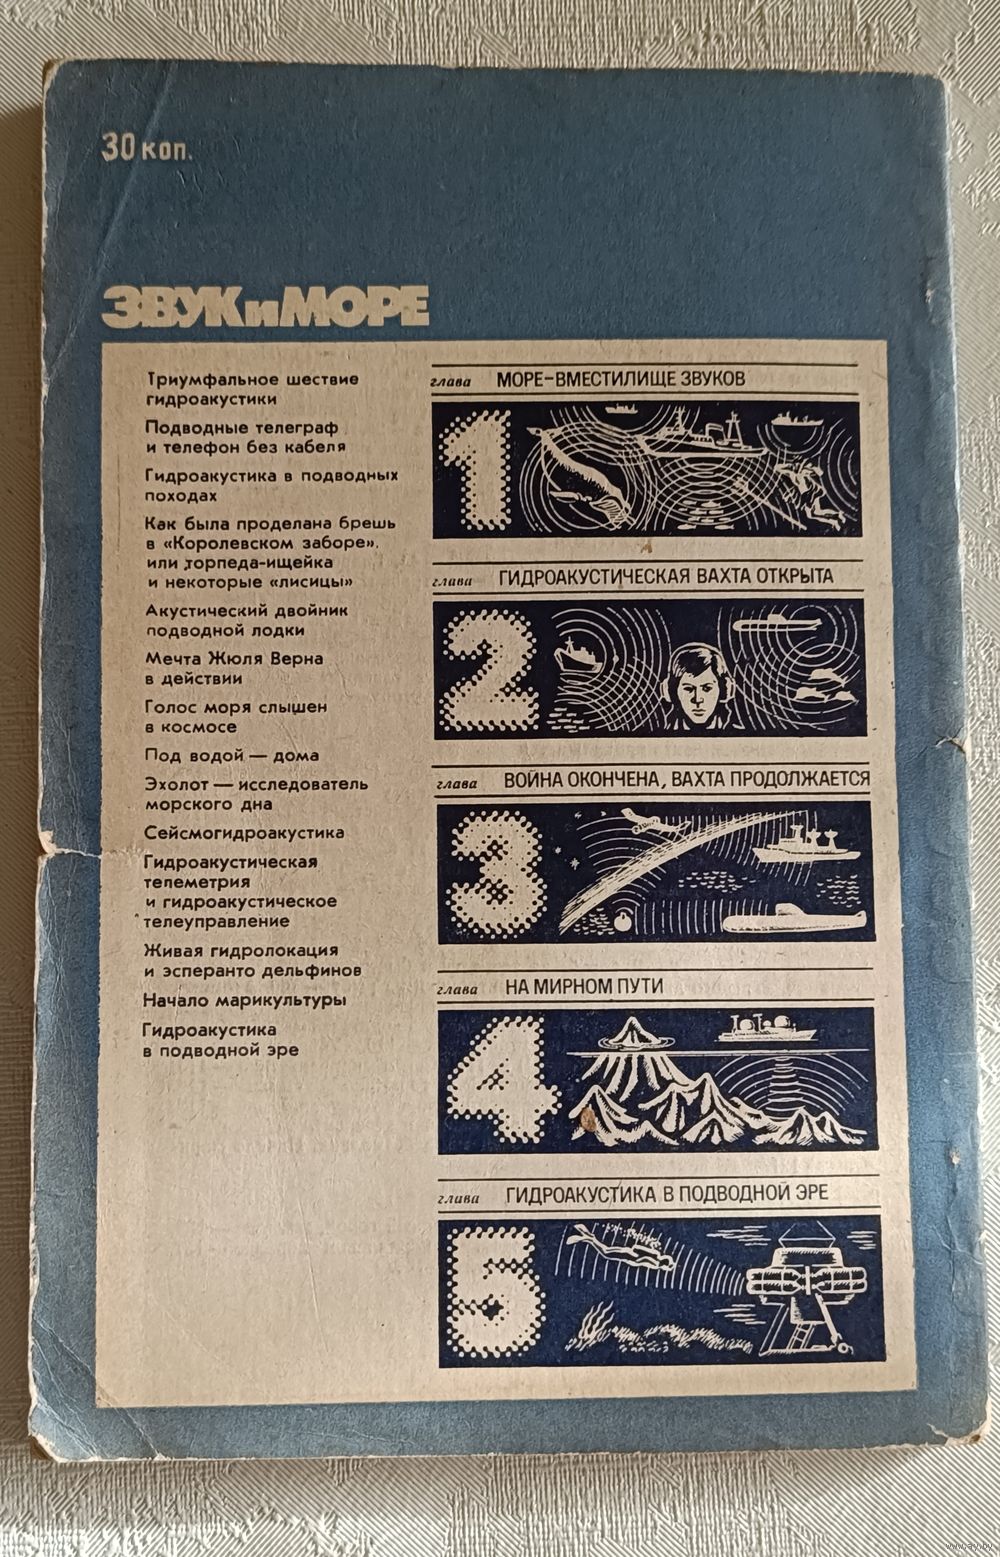 30 коп.
ЗВУК и МОРЕ
Триумфальное шествие
гидроакустики
Подводные телеграф
и телефон без кабеля
Гидроакустика в подводных
походах
Как была проделана брешь
в «Королевском заборе»,
или торпеда-ищейка
и некоторые «лисицы»
Акустический двойник
подводной лодки
Мечта Жюля Верна
в действии
Голос моря слышен
в космосе
Под водой — дома
Эхолот — исследователь
морского дна
Сейсмогидроакустика
Гидроакустическая
телеметрия
и гидроакустическое
телеуправление
Живая гидролокация
и эсперанто дельфинов
Начало марикультуры
Гидроакустика
в подводной эре
глава МОРЕ-ВМЕСТИЛИЩЕ ЗВУКОВ
1
глава ГИДРОАКУСТИЧЕСКАЯ ВАХТА ОТКРЫТА
2
глава ВОЙНА ОКОНЧЕНА, ВАХТА ПРОДОЛЖАЕТСЯ
3
глава НА МИРНОМ ПУТИ
4
глава ГИДРОАКУСТИКА В ПОДВОДНОЙ ЭРЕ
5